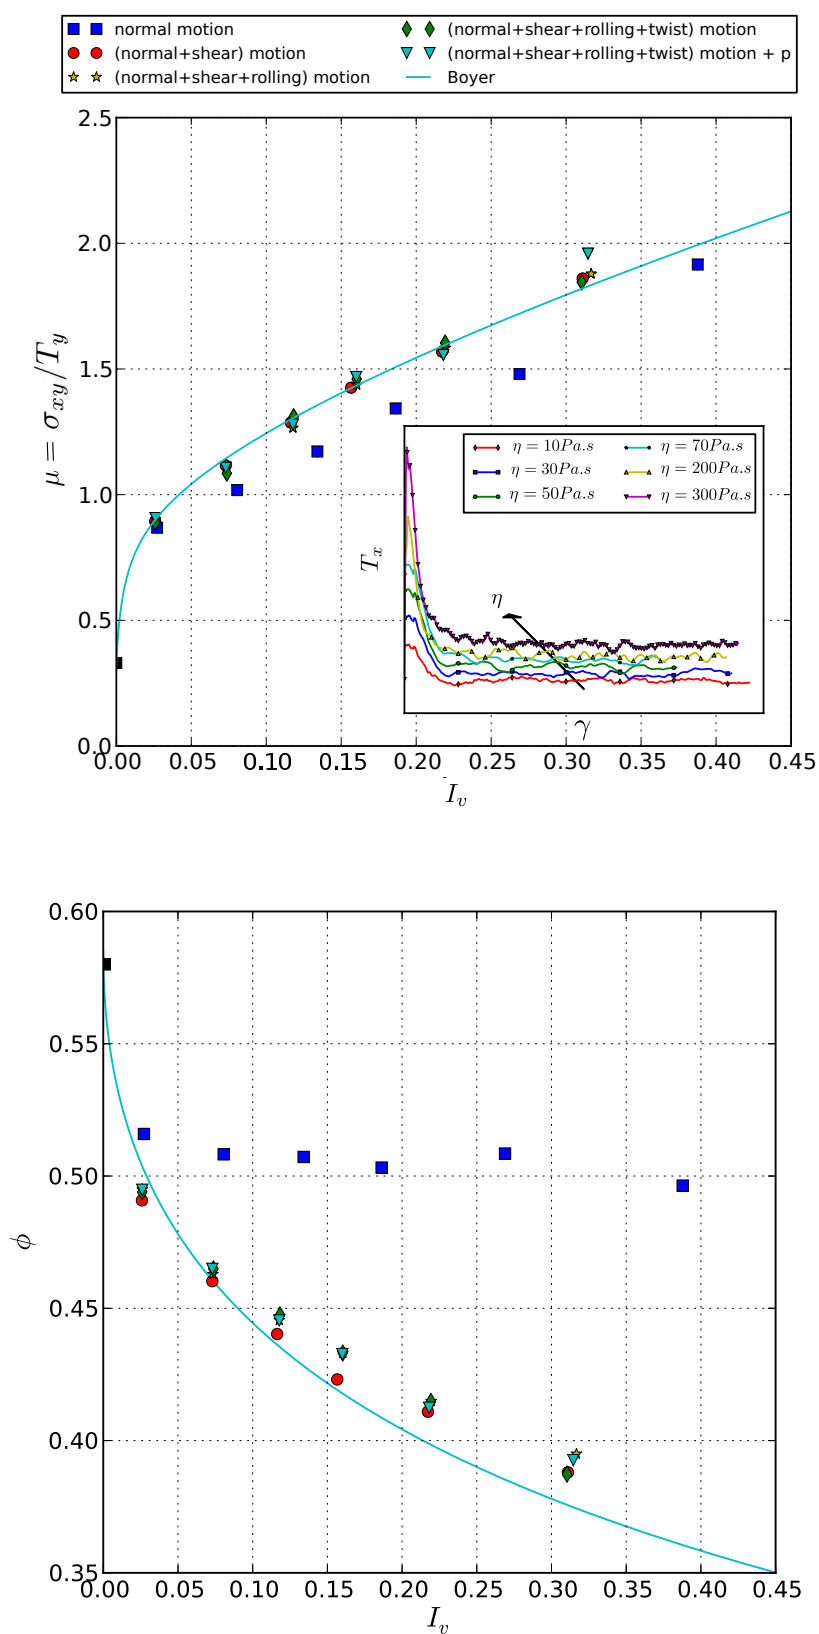 normal motion
(normal+shear) motion
(normal+shear+rolling) motion
(normal+shear+rolling+twist) motion
(normal+shear+rolling+twist) motion + p
Boyer
2.5
2.0
1.5
1.0
0.5
0.0
μ = σxy/Ty
η = 10Pa.s
η = 30Pa.s
η = 50Pa.s
η = 70Pa.s
η = 200Pa.s
η = 300Pa.s
Tx
η
γ
0.00 0.05 0.10 0.15 0.20 0.25 0.30 0.35 0.40 0.45
Iv
0.60
0.55
0.50
0.45
0.40
0.35
ϕ
0.00 0.05 0.10 0.15 0.20 0.25 0.30 0.35 0.40 0.45
Iv